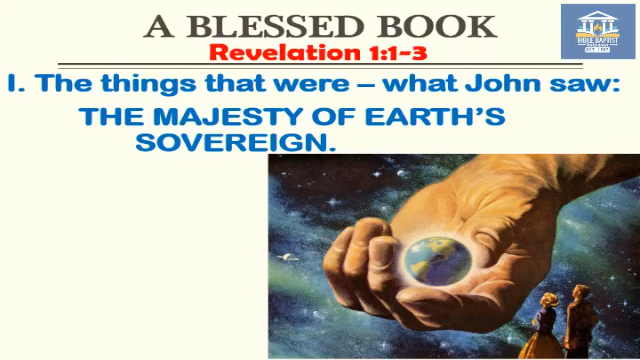 A BLESSED BOOK
Revelation 1:1-3
BIBLE BAPTIST
I. The things that were – what John saw:
THE MAJESTY OF EARTH'S
SOVEREIGN.